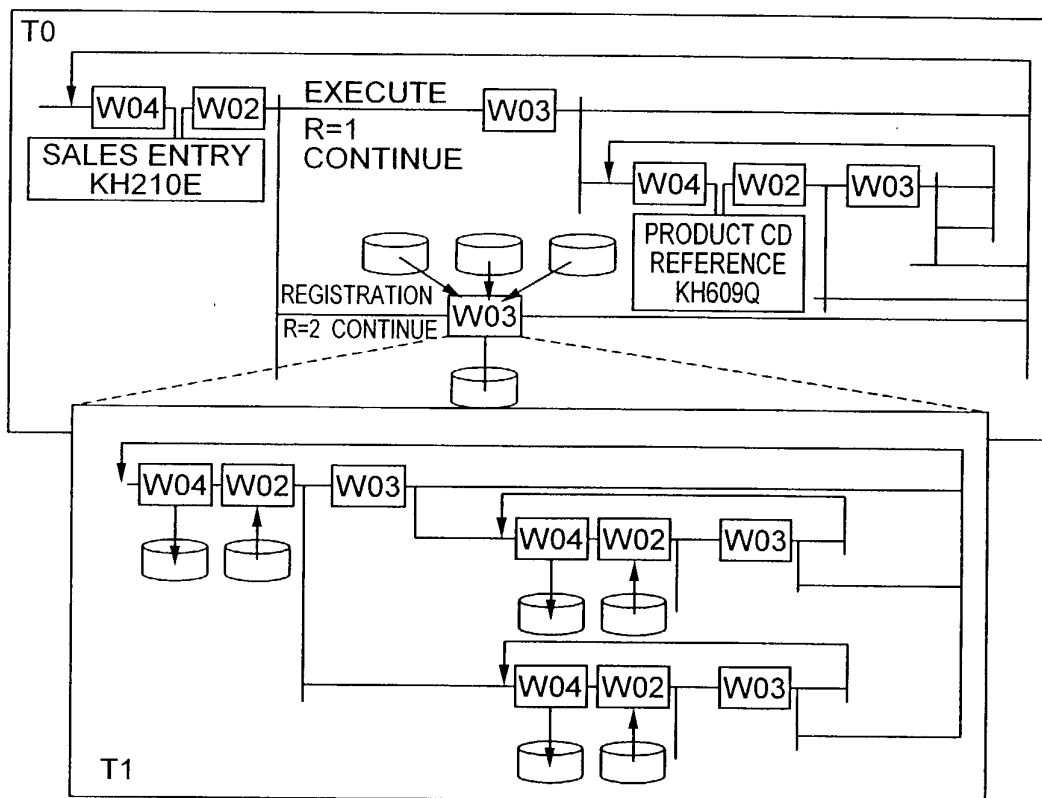 T0
W04
W02
EXECUTE
W03
R=1
CONTINUE
SALES ENTRY
KH210E
W04
W02
W03
PRODUCT CD
REFERENCE
KH609Q
REGISTRATION
W03
R=2 CONTINUE
W04
W02
W03
W04
W02
W03
W04
W02
W03
T1